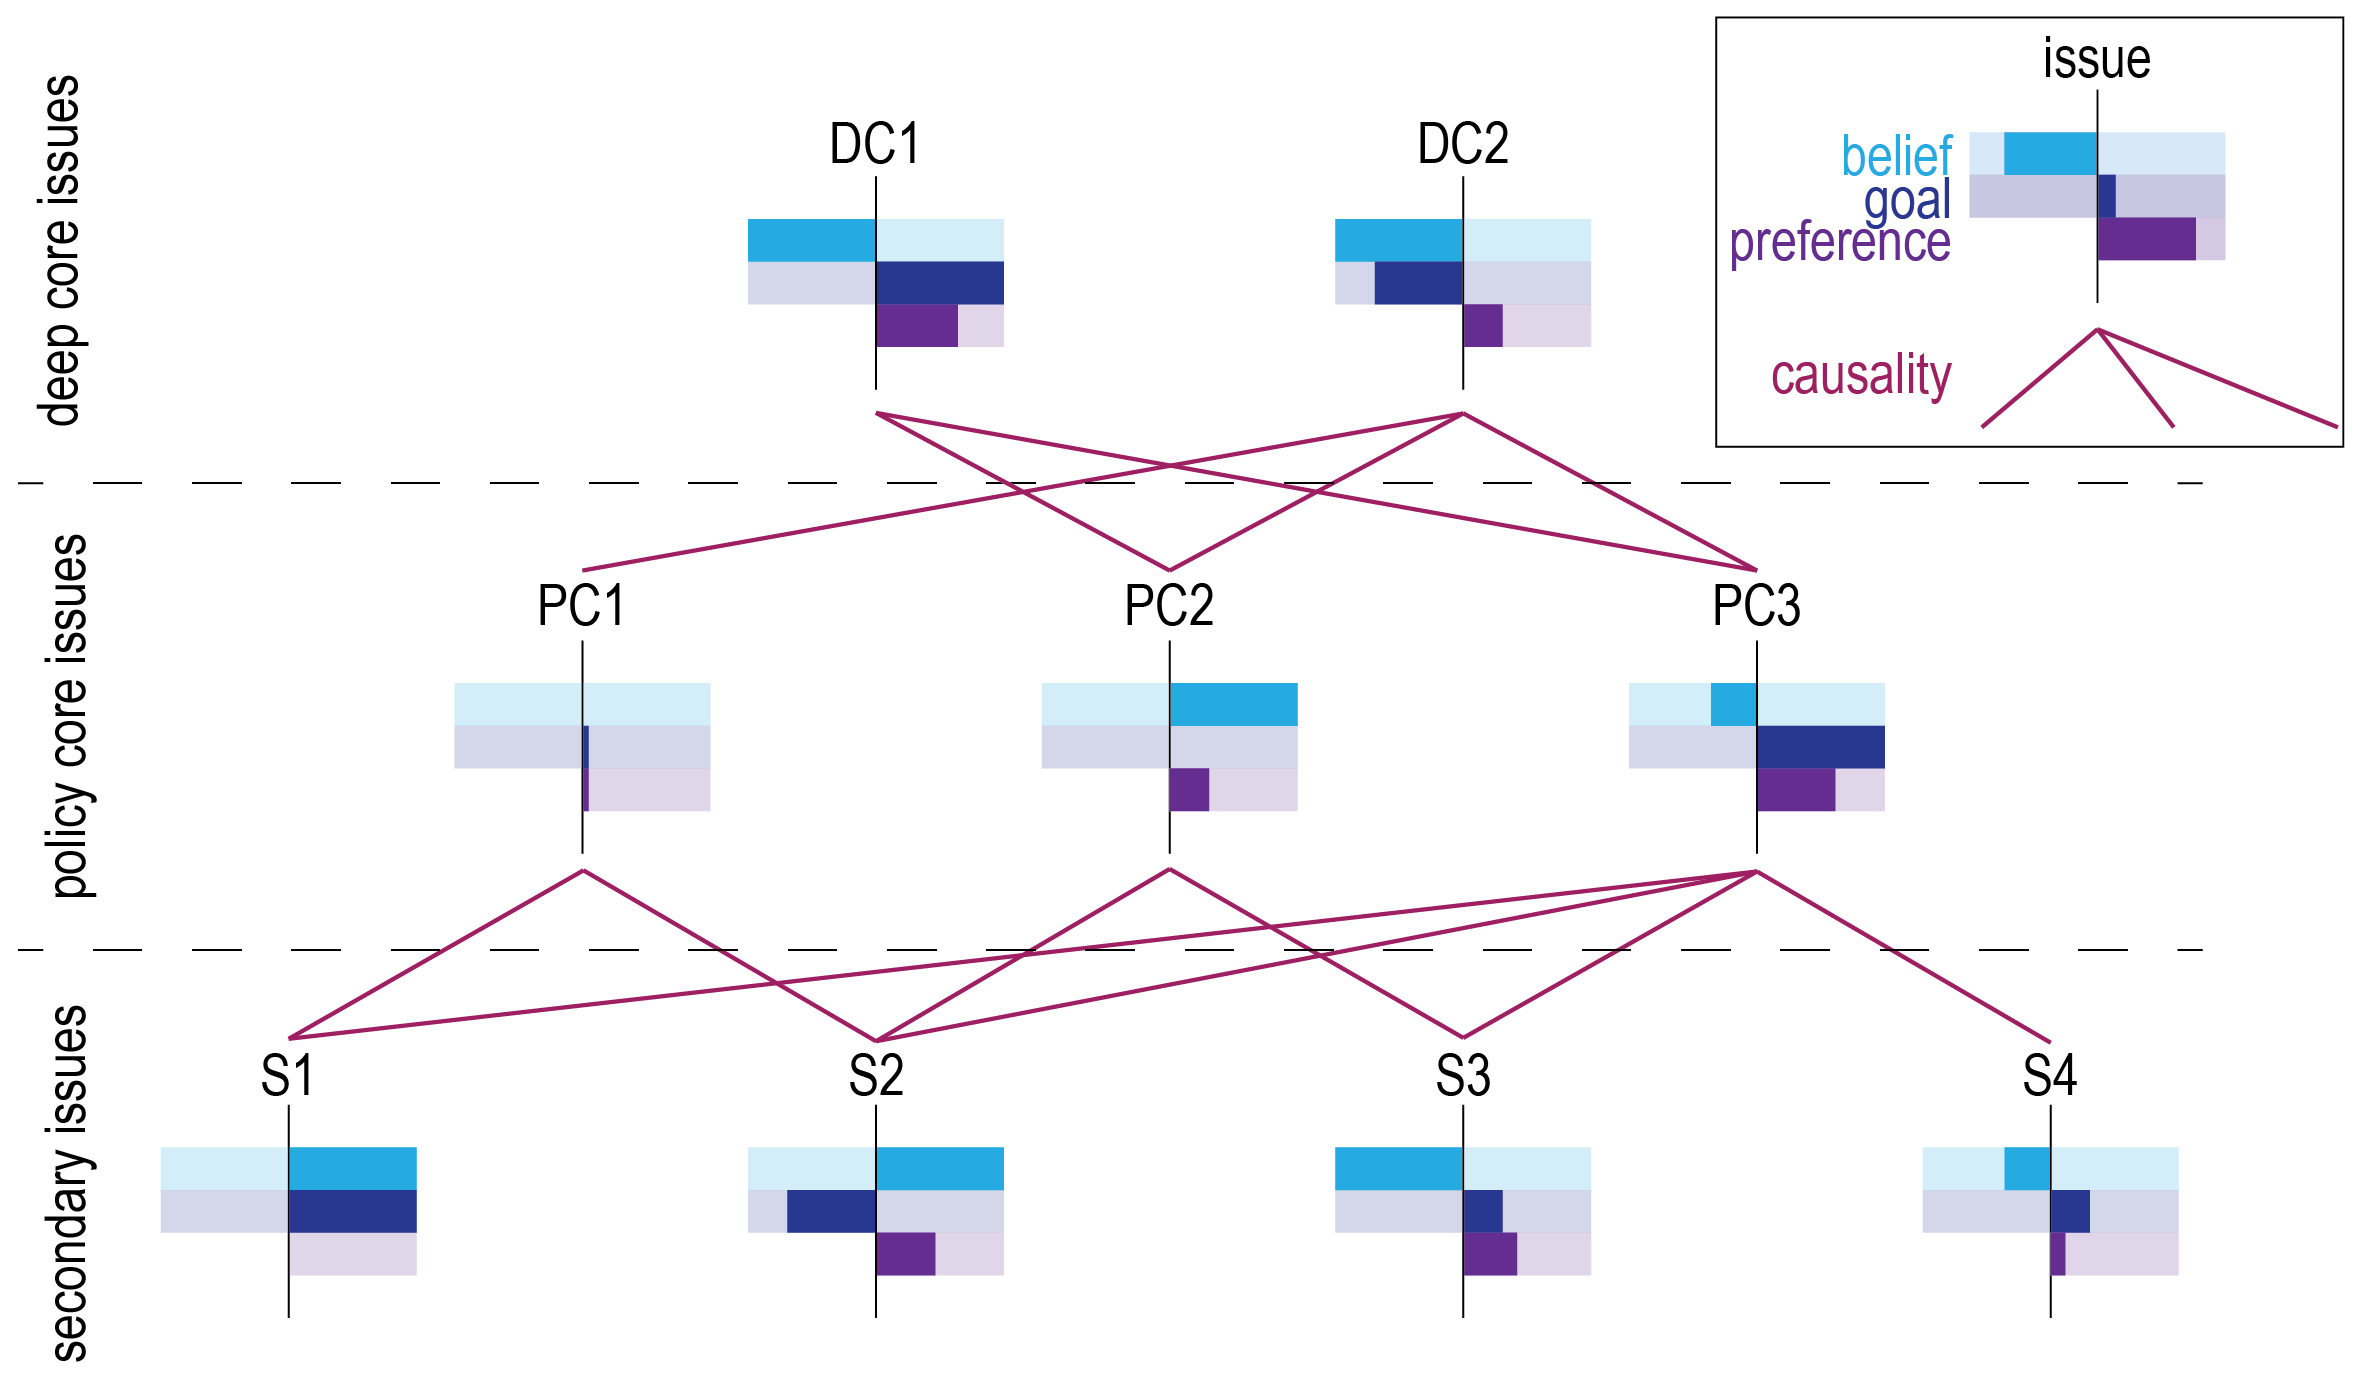 issue
belief
goal
preference
causality
deep core issues
DC1
DC2
policy core issues
PC1
PC2
PC3
secondary issues
S1
S2
S3
S4